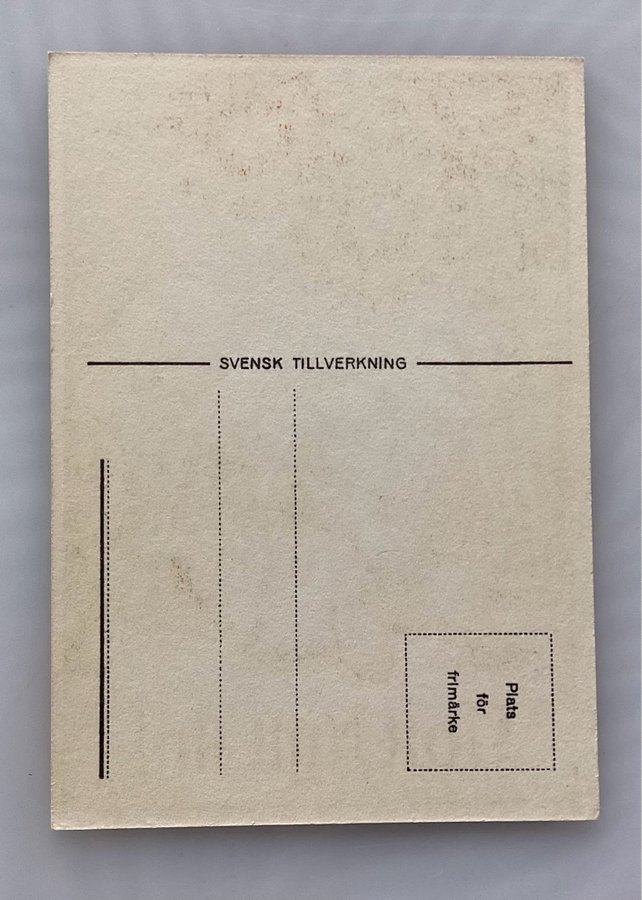 SVENSK TILLVERKNING
Plats
för
frimärke